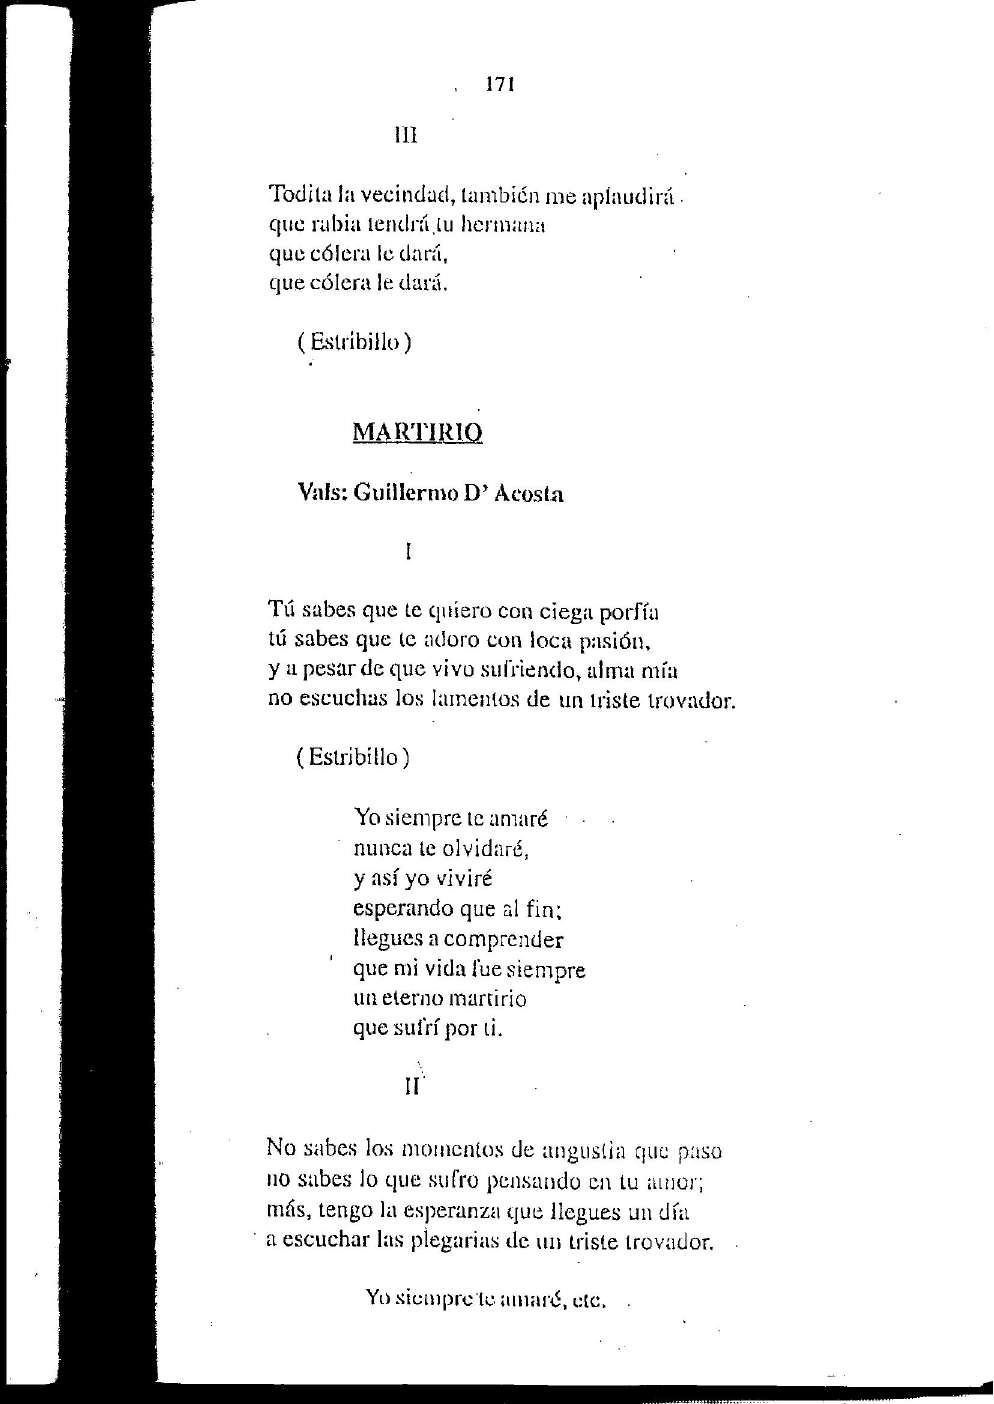 171
III
Todita la vecindad, también me aplaudirá
que rabia tendrá tu hermana
que cólera le dará,
que cólera le dará.
( Estribillo )
MARTIRIO
Vals: Guillermo D' Acosta
I
Tú sabes que te quiero con ciega porfía
tú sabes que te adoro con loca pasión,
y a pesar de que vivo sufriendo, alma mía
no escuchas los lamentos de un triste trovador.
( Estribillo )
Yo siempre te amaré
nunca te olvidaré,
y así yo viviré
esperando que al fin;
llegues a comprender
que mi vida fue siempre
un eterno martirio
que sufrí por ti.
II
No sabes los momentos de angustia que paso
no sabes lo que sufro pensando en tu amor;
más, tengo la esperanza que llegues un día
a escuchar las plegarias de un triste trovador.
Yo siempre te amaré, etc.